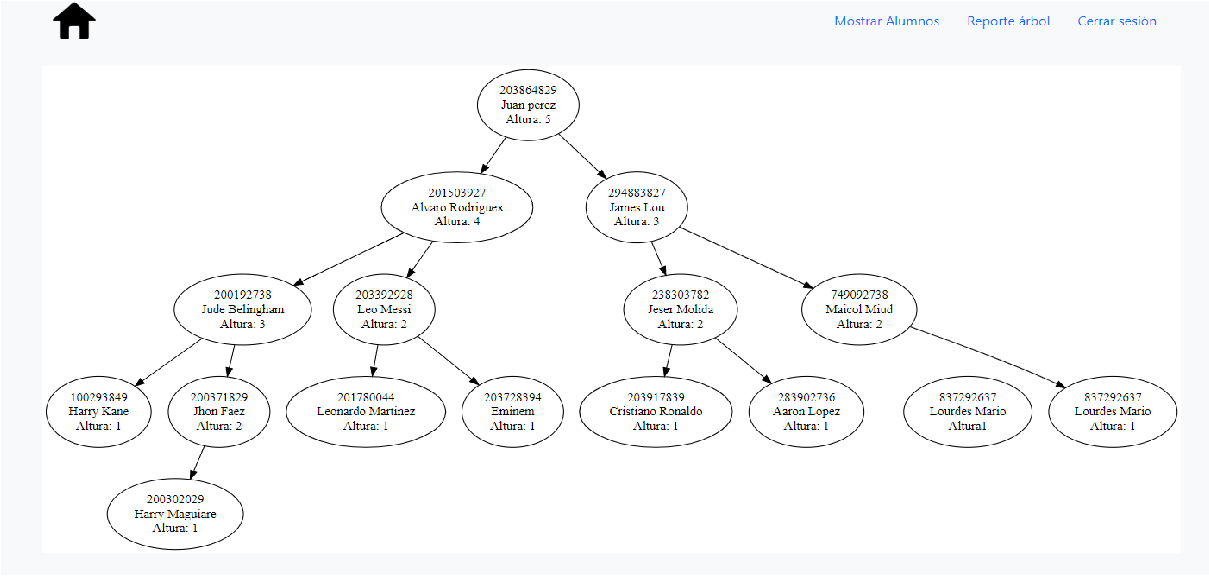 Mostrar Alumnos
Reporte árbol
Cerrar sesión
203864829
Juan perez
Altura: 5
201503927
Alvaro Rodriguex
Altura: 4
294883827
James Lou
Altura: 3
200192738
Jude Belingham
Altura: 3
203392928
Leo Messi
Altura: 2
238303782
Jeser Mohda
Altura: 2
749092738
Maicol Miud
Altura: 2
100293849
Harry Kane
Altura: 1
200371829
Jhon Faez
Altura: 2
201780044
Leonardo Martinez
Altura: 1
203728394
Eminem
Altura: 1
203917839
Cristiano Ronaldo
Altura: 1
283902736
Aaron Lopez
Altura: 1
837292637
Lourdes Mario
Altura1
837292637
Lourdes Mario
Altura: 1
200302029
Harry Maguiare
Altura: 1